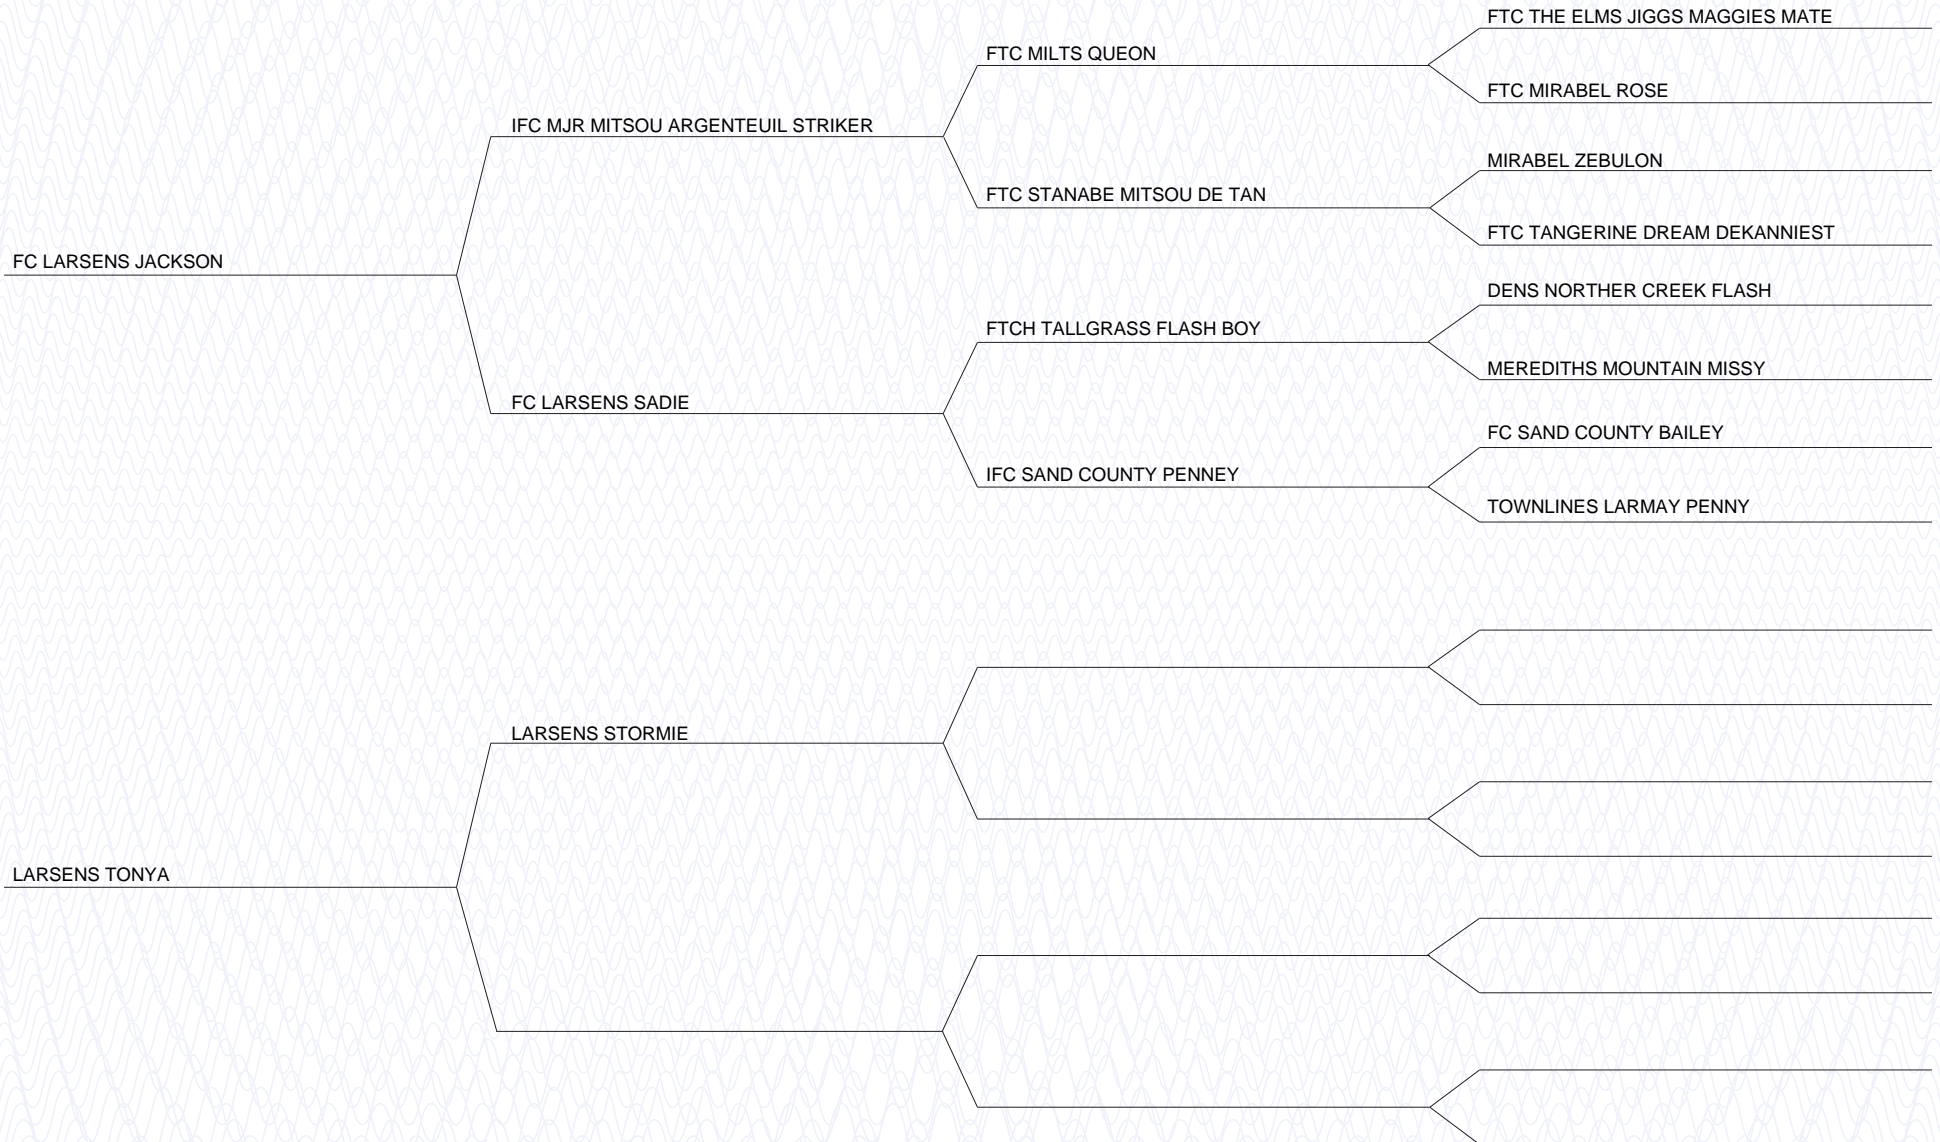 FTC THE ELMS JIGGS MAGGIES MATE
FTC MILTS QUEON
FTC MIRABEL ROSE
IFC MJR MITSOU ARGENTEUIL STRIKER
MIRABEL ZEBULON
FTC STANABE MITSOU DE TAN
FTC TANGERINE DREAM DEKANNIEST
FC LARSENS JACKSON
DENS NORTHER CREEK FLASH
FTCH TALLGRASS FLASH BOY
MEREDITHS MOUNTAIN MISSY
FC LARSENS SADIE
FC SAND COUNTY BAILEY
IFC SAND COUNTY PENNEY
TOWNLINES LARMAY PENNY
LARSENS STORMIE
LARSENS TONYA